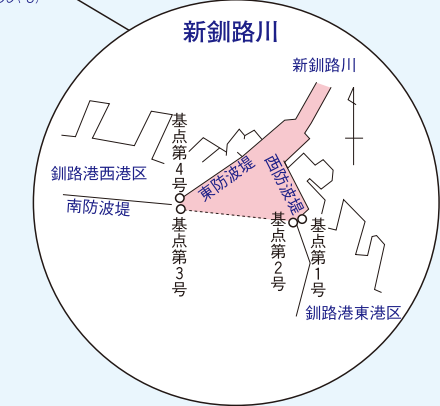 新釧路川
新釧路川
基点第4号
釧路港西港区
東防波堤
西防波堤
南防波堤
基点第3号
基点第2号
基点第1号
釧路港東港区